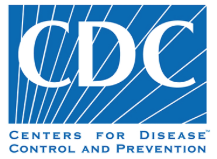 CDC
CENTERS FOR DISEASE™
CONTROL AND PREVENTION